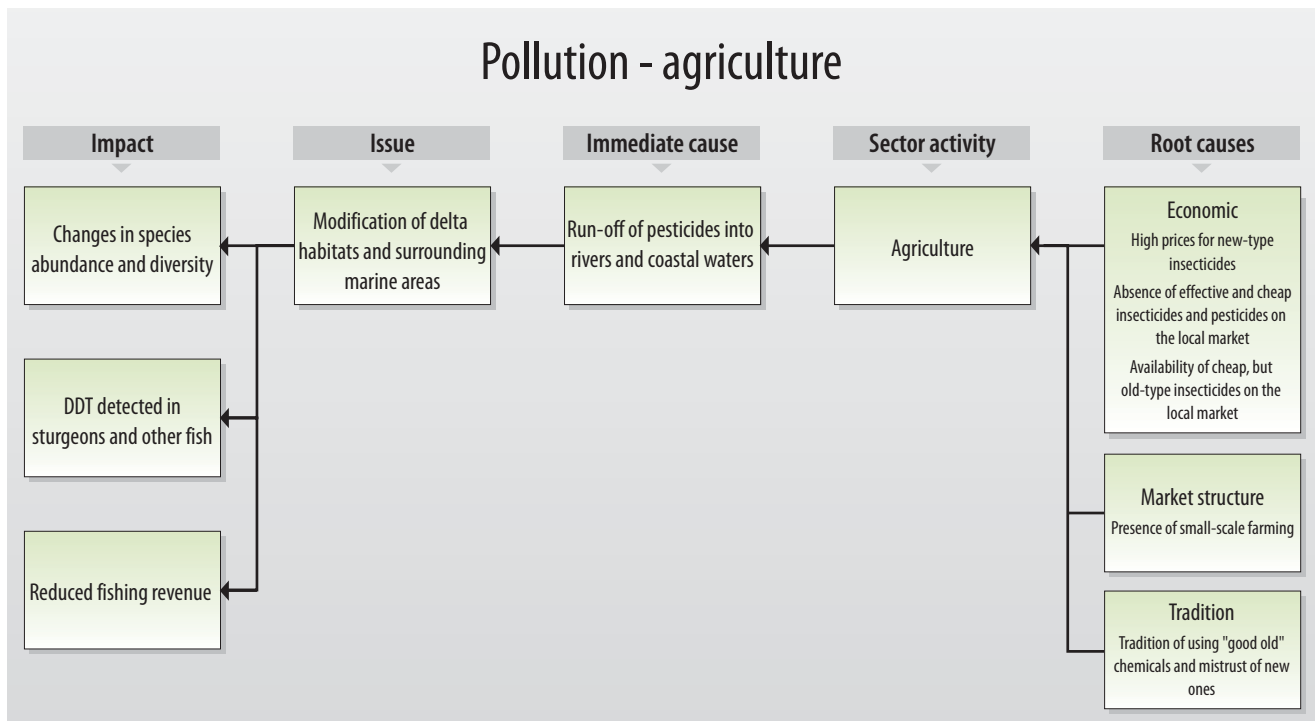 Pollution - agriculture
Impact
Issue
Immediate cause
Sector activity
Root causes
Changes in species
abundance and diversity
DDT detected in
sturgeons and other fish
Reduced fishing revenue
Modification of delta
habitats and surrounding
marine areas
Run-off of pesticides into
rivers and coastal waters
Agriculture
Economic
High prices for new-type
insecticides
Absence of effective and cheap
insecticides and pesticides on
the local market
Availability of cheap, but
old-type insecticides on the
local market
Market structure
Presence of small-scale farming
Tradition
Tradition of using "good old"
chemicals and mistrust of new
ones